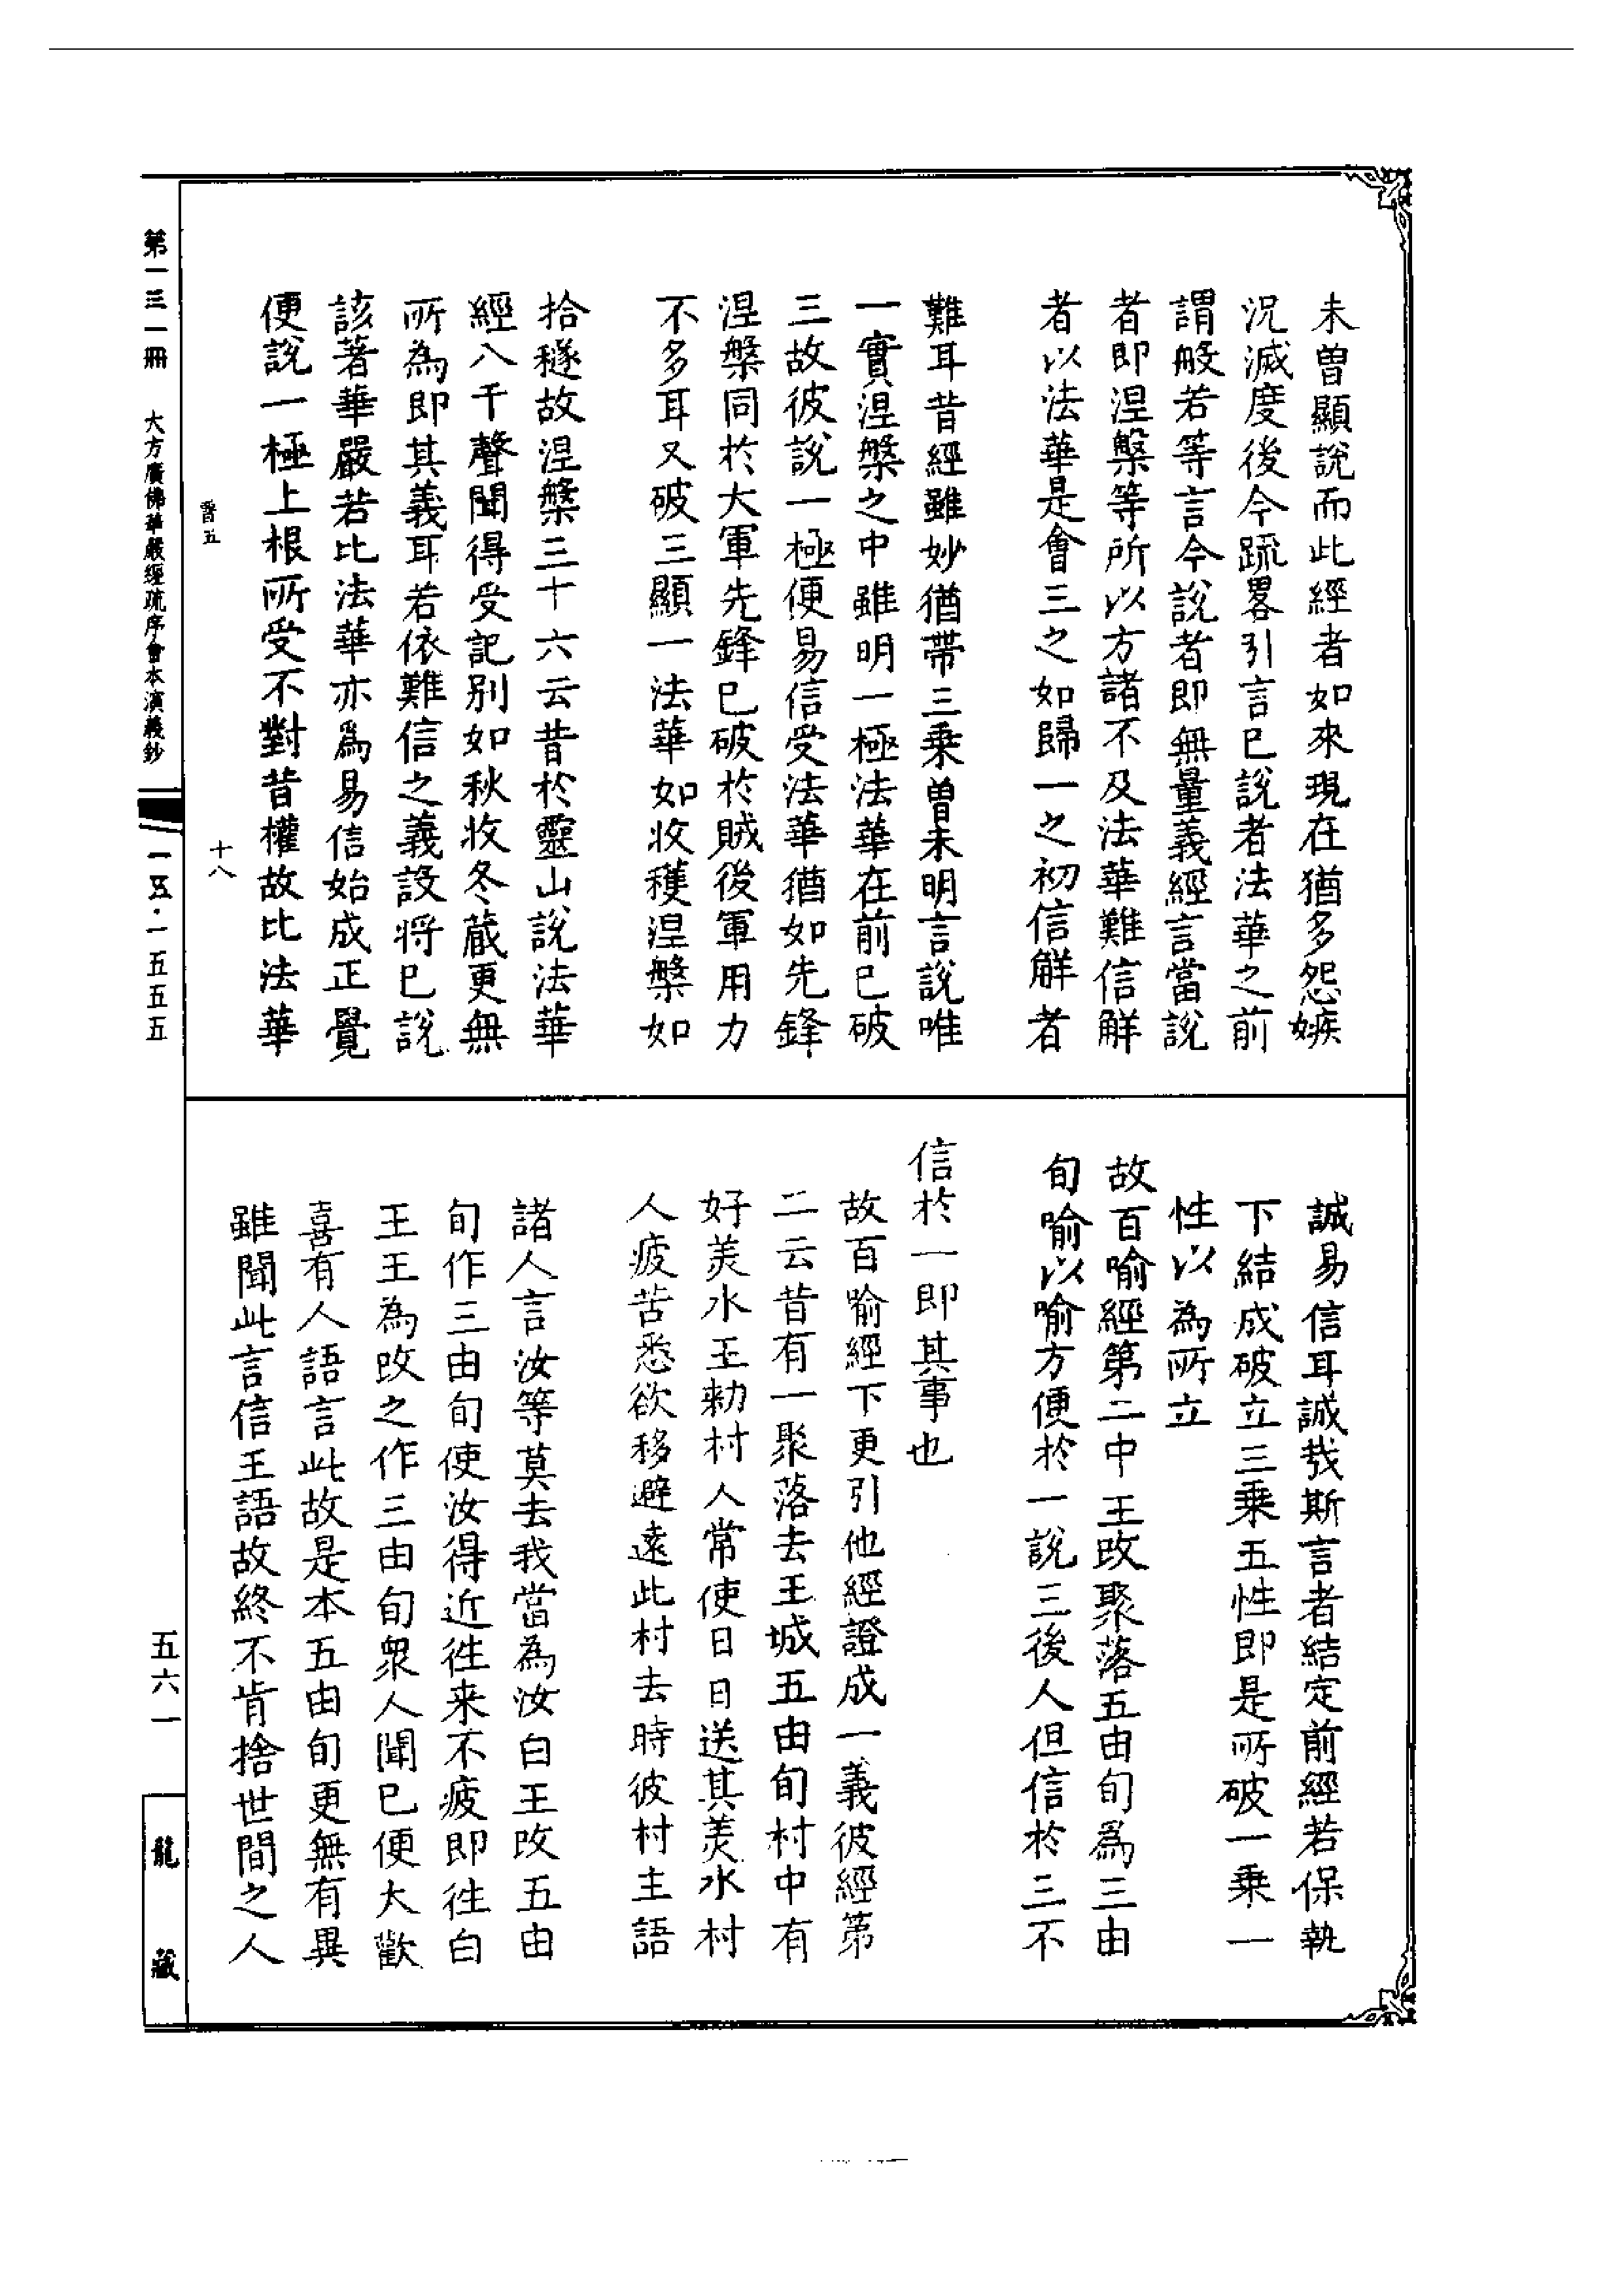 未曾顯說而此經者如來現在猶多怨嫉
況滅度後今䟽畧引言已說者法華之前
謂般若等言今說者即無量義經言當說
者即涅槃等所以方諸不及法華難信解
者以法華是會三之如歸一之初信解者
難耳昔經雖妙猶帶三乗曾未明言說唯
一實涅槃之中雖明一極法華在前已破
三故彼說一極便易信受法華猶如先鋒
涅槃同於大軍先鋒已破於賊後軍用力
不多耳又破三顯一法華如收穫涅槃如
拾穟故涅槃三十六云昔於靈山說法華
經八千聲聞得受記別如秋收冬藏更無
所為即其義耳若依難信之義設將已說
該著華嚴若比法華亦爲易信始成正覺
便說一極上根所受不對昔權故比法華
誠易信耳誠㦲斯言者結定前經若保執
下結成破立三乗五性即是所破一乗一
性以為所立
故百喻經第二中王改聚落五由旬爲三由
旬喻以喻方便於一說三後人但信於三不
信於一即其事也
故百喻經下更引他經證成一義彼經第
二云昔有一聚落去王城五由旬村中有
好羙水王勑村人常使日日送其羙水村
人疲苦悉欲移避遠此村去時彼村主語
諸人言汝等莫去我當為汝白王改五由
旬作三由旬使汝得近徃来不疲即徃白
王王為改之作三由旬衆人聞已便大歡
喜有人語言此故是本五由旬更無有異
雖聞此言信王語故終不肯捨世間之人
十八
第一三一冊 大方廣佛華嚴經疏序會本演義鈔
一五·一五五五
五六一
龍藏